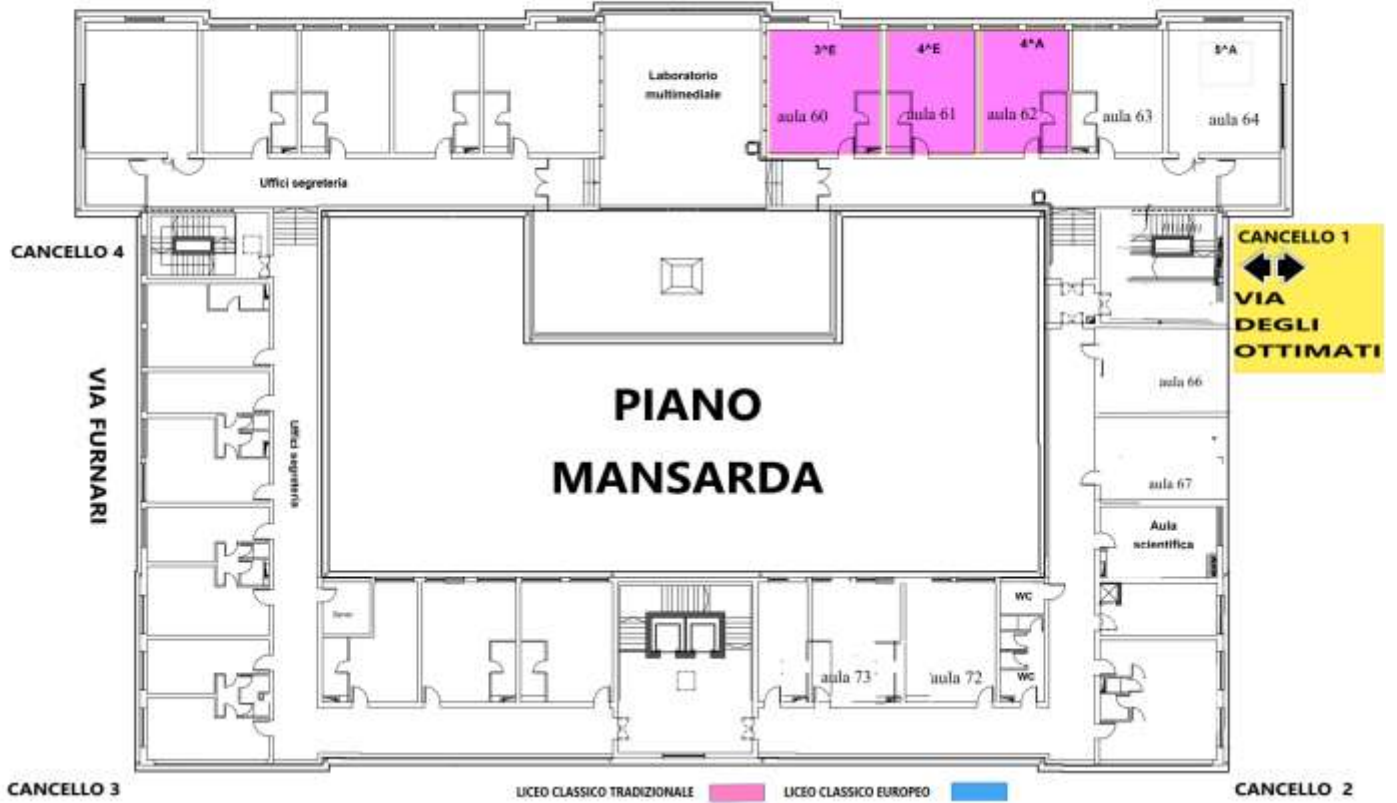 3^E
4^E
4^A
5^A
Laboratorio
multimediale
aula 60
aula 61
aula 62
aula 63
aula 64
Uffici segreteria
CANCELLO 4
CANCELLO 1
VIA
DEGLI
OTTIMATI
VIA FURNARI
Uffici segreteria
PIANO
MANSARDA
aula 66
aula 67
Aula
scientifica
WC
aula 73
aula 72
WC
CANCELLO 3
LICEO CLASSICO TRADIZIONALE
LICEO CLASSICO EUROPEO
CANCELLO 2